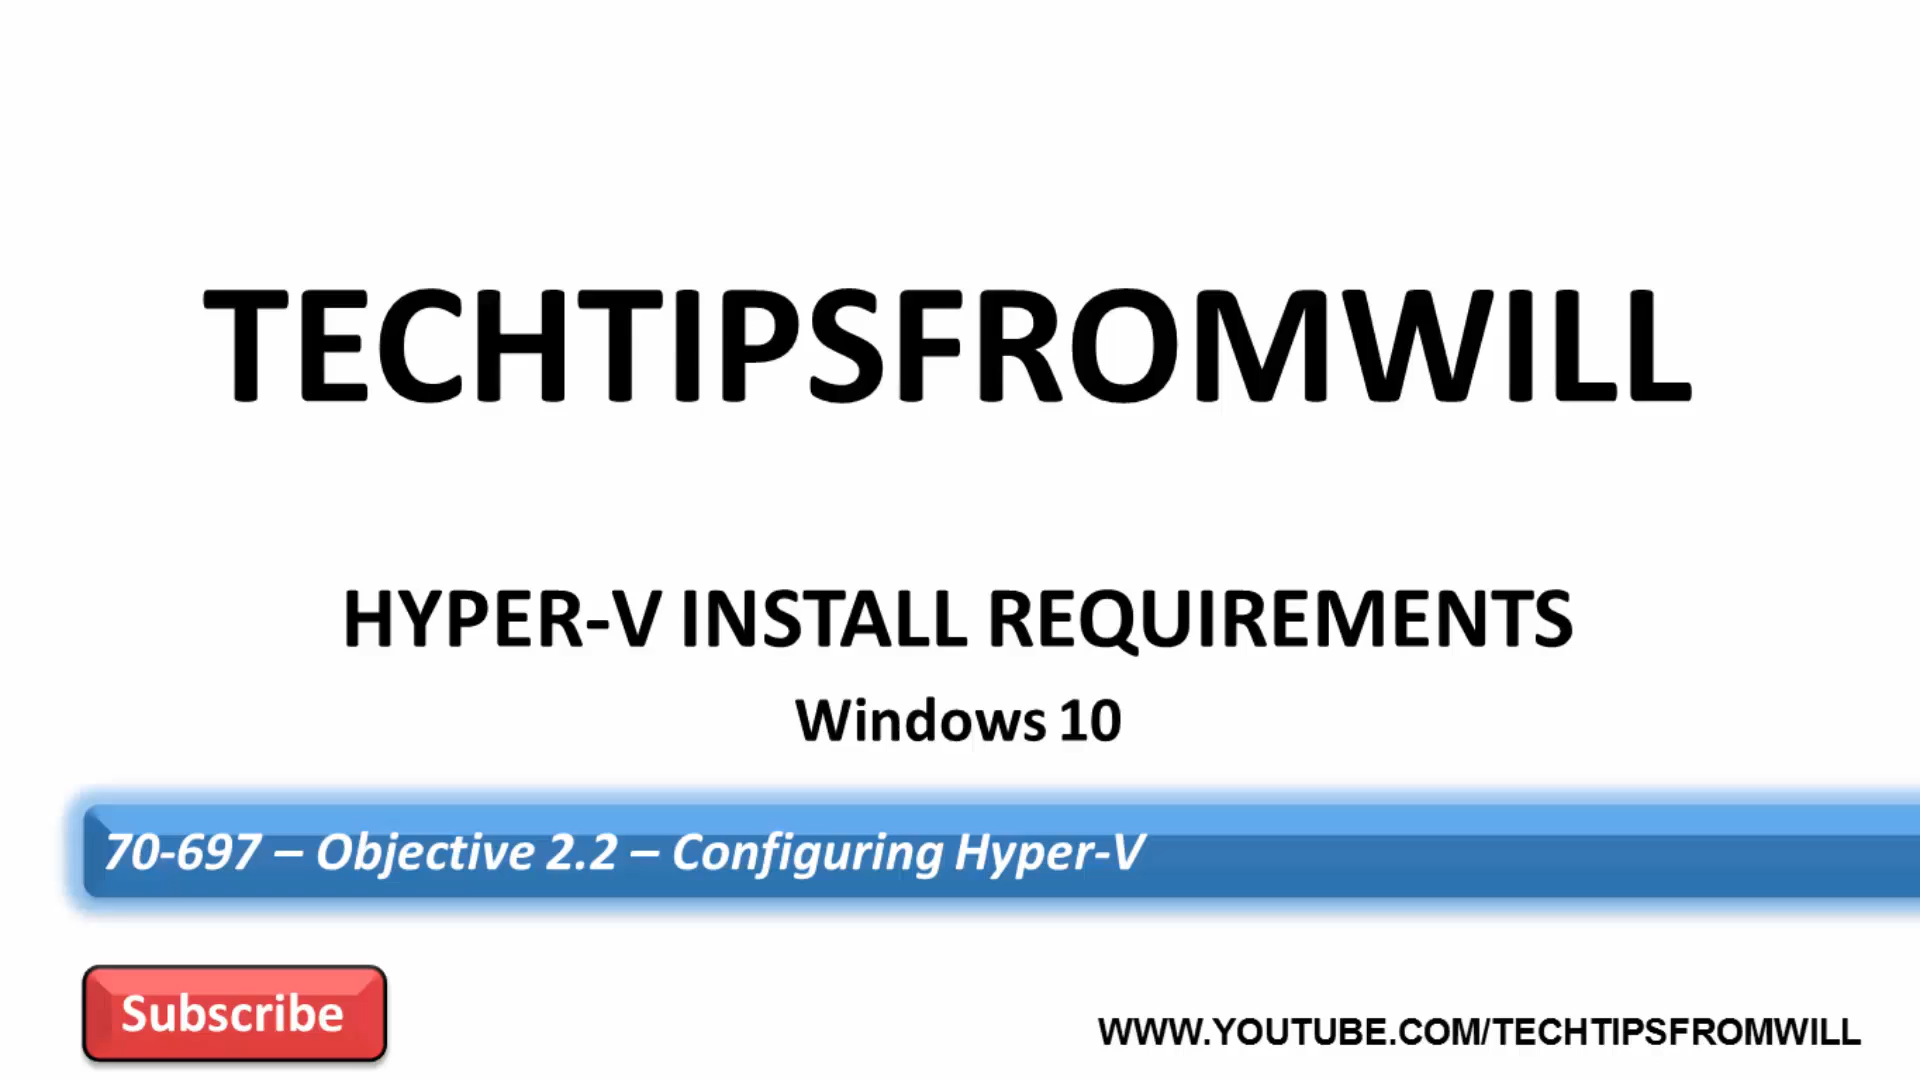 TECHTIPSFROMWILL
HYPER-V INSTALL REQUIREMENTS
Windows 10
70-697 – Objective 2.2 – Configuring Hyper-V
Subscribe
WWW.YOUTUBE.COM/TECHTIPSFROMWILL